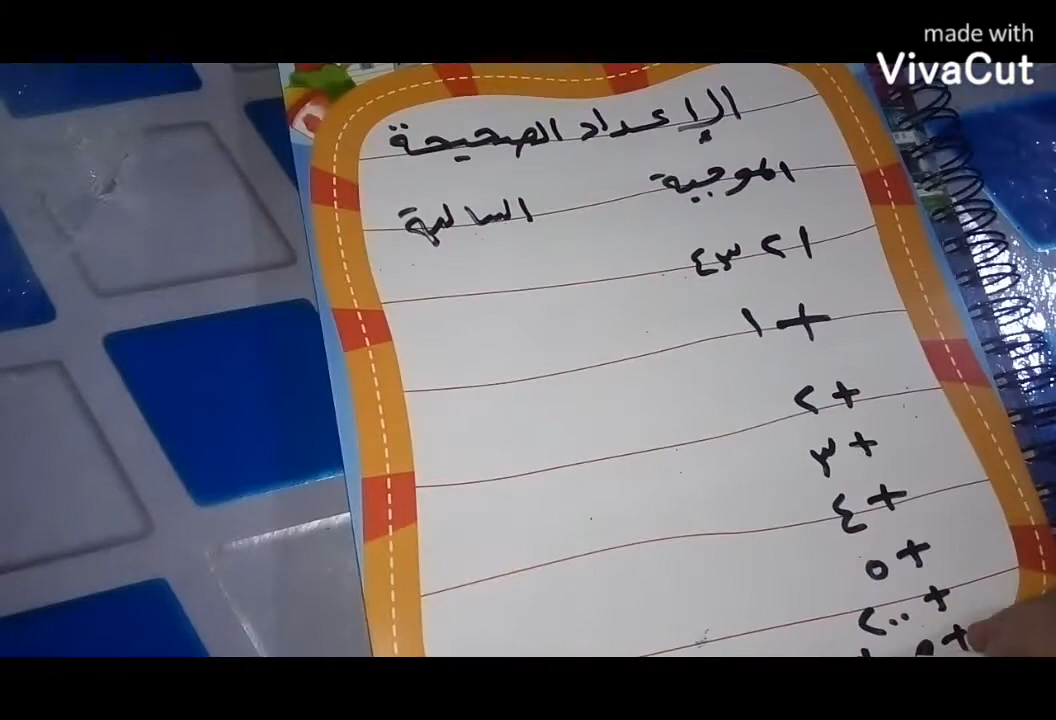 made with
VivaCut
الإعداد الصحيحة
الموجبة السالبة
١ ٢ ٣ ٤
+ ١
+ ٢
+ ٣
+ ٤
+ ٥
+ ٢٠٠
+